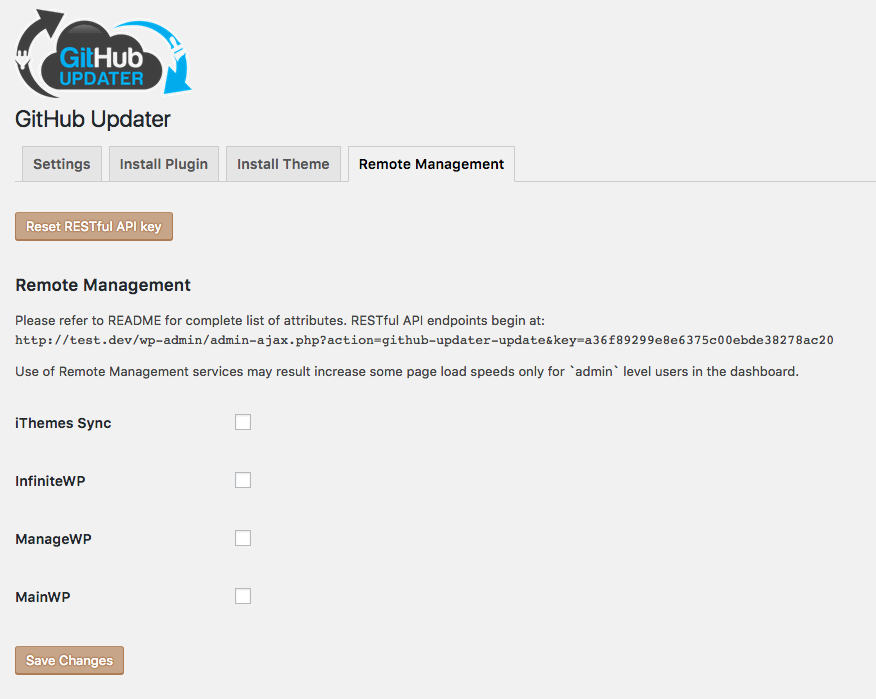 GitHub
UPDATER
GitHub Updater
Settings Install Plugin Install Theme Remote Management
Reset RESTful API key
Remote Management
Please refer to README for complete list of attributes. RESTful API endpoints begin at:
http://test.dev/wp-admin/admin-ajax.php?action=github-updater-update&key=a36f89299e8e6375c00ebde38278ac20
Use of Remote Management services may result increase some page load speeds only for `admin` level users in the dashboard.
iThemes Sync
InfiniteWP
ManageWP
MainWP
Save Changes